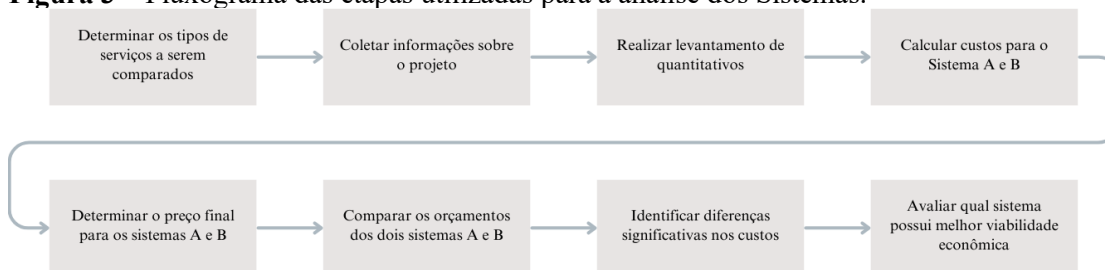 Figura 3 – Fluxograma das etapas utilizadas para a análise dos Sistemas.
Determinar os tipos de
serviços a serem
comparados
Coletar informações sobre
o projeto
Realizar levantamento de
quantitativos
Calcular custos para o
Sistema A e B
Determinar o preço final
para os sistemas A e B
Comparar os orçamentos
dos dois sistemas A e B
Identificar diferenças
significativas nos custos
Avaliar qual sistema
possui melhor viabilidade
econômica